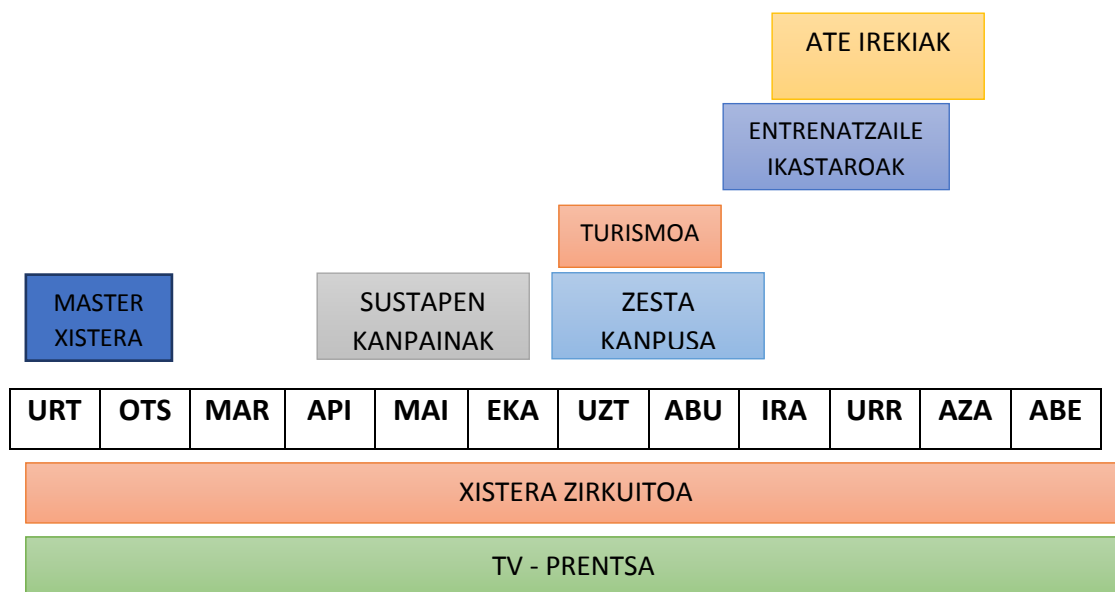 ATE IREKIAK
ENTRENATZAILE
IKASTAROAK
TURISMOA
MASTER
XISTERA
SUSTAPEN
KANPAINAK
ZESTA
KANPUSA
URT OTS MAR API MAI EKA UZT ABU IRA URR AZA ABE
XISTERA ZIRKUITOA
TV - PRENTSA